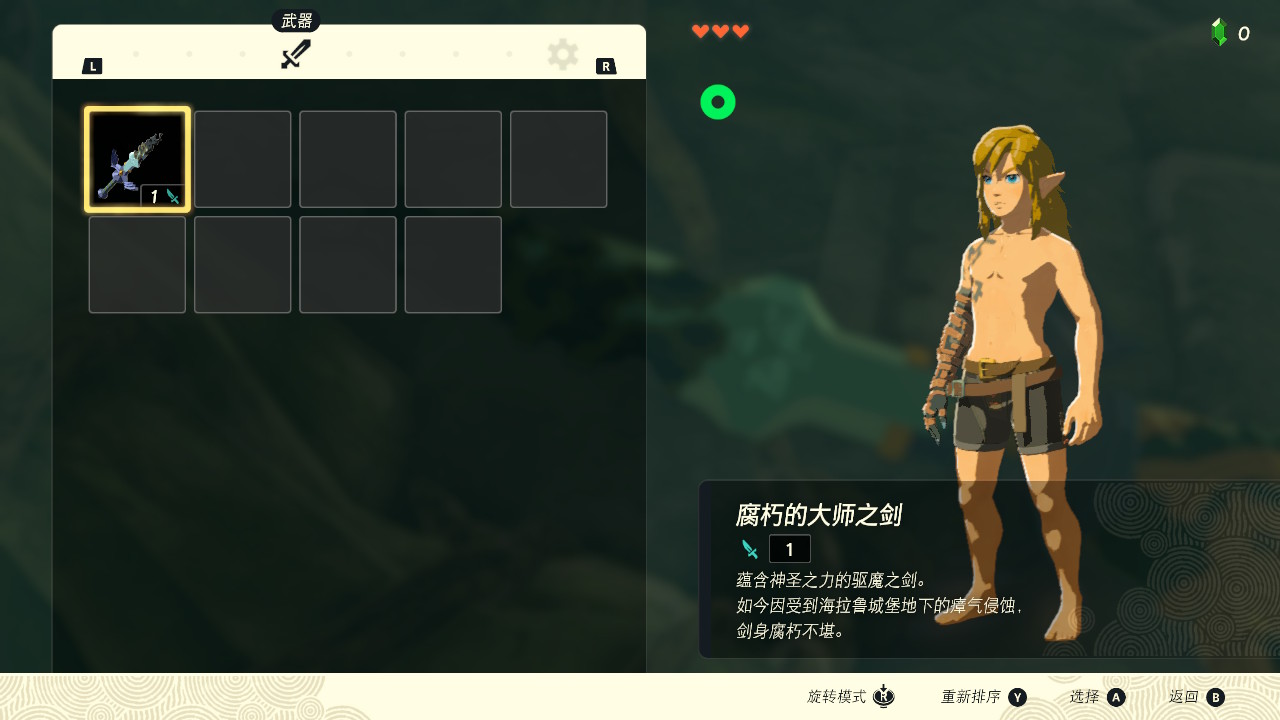 武器
L
R
0
1
腐朽的大师之剑
1
蕴含神圣之力的驱魔之剑。
如今因受到海拉鲁城堡地下的瘴气侵蚀，
剑身腐朽不堪。
旋转模式 R 重新排序 Y 选择 A 返回 B